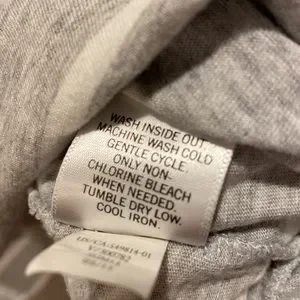 WASH INSIDE OUT.
MACHINE WASH COLD
GENTLE CYCLE.
ONLY NON-
CHLORINE BLEACH
WHEN NEEDED.
TUMBLE DRY LOW.
COOL IRON.